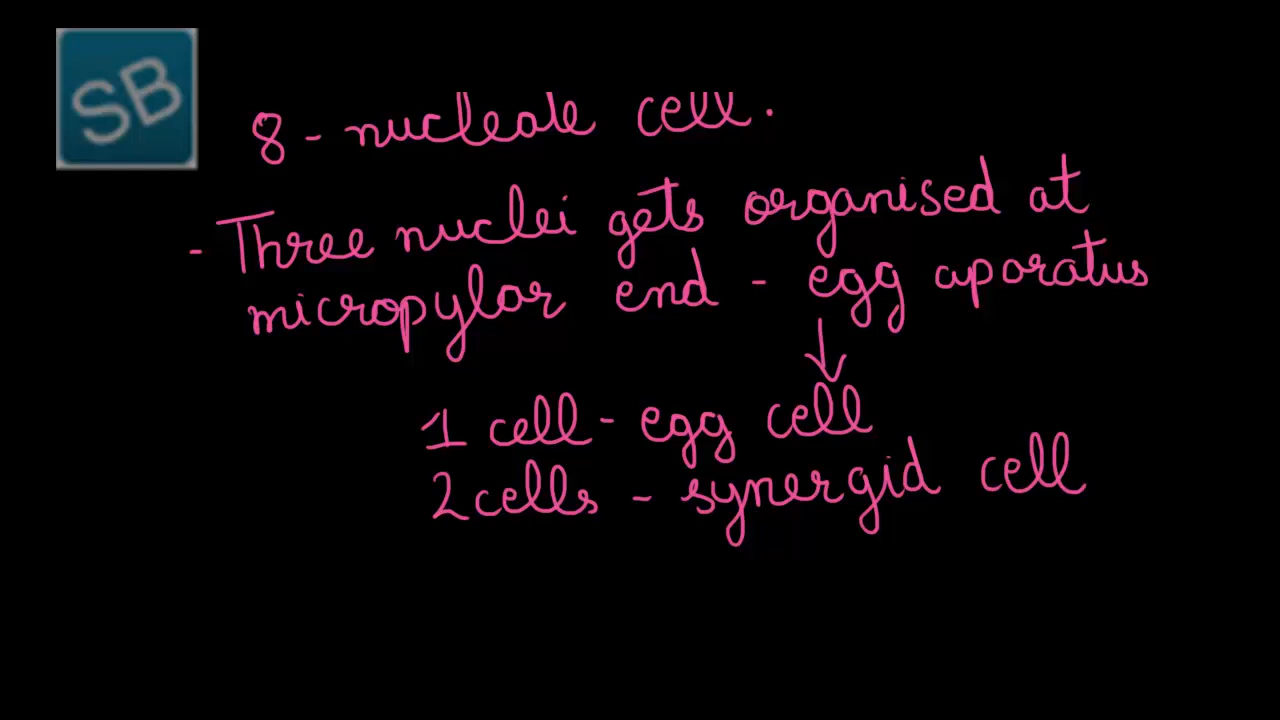 SB
8 - nucleate cell.
- Three nuclei gets organised at
micropylar end - egg aporatus
1 cell - egg cell
2 cells - synergid cell